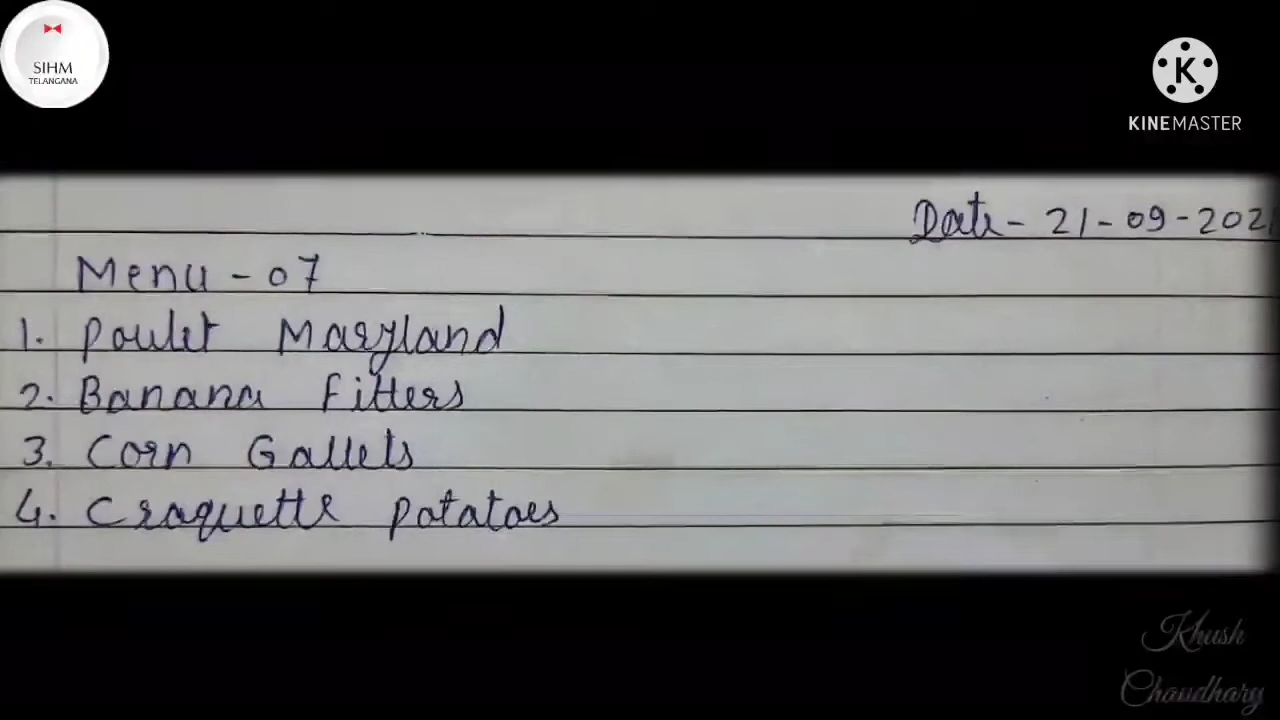 SIHM
TELANGANA
KINEMASTER
Date - 21-09-202
Menu - 07
1. Poulet Maryland
2. Banana Fitters
3. Corn Gallets
4. Croquette Potatoes
Khush
Chaudhary